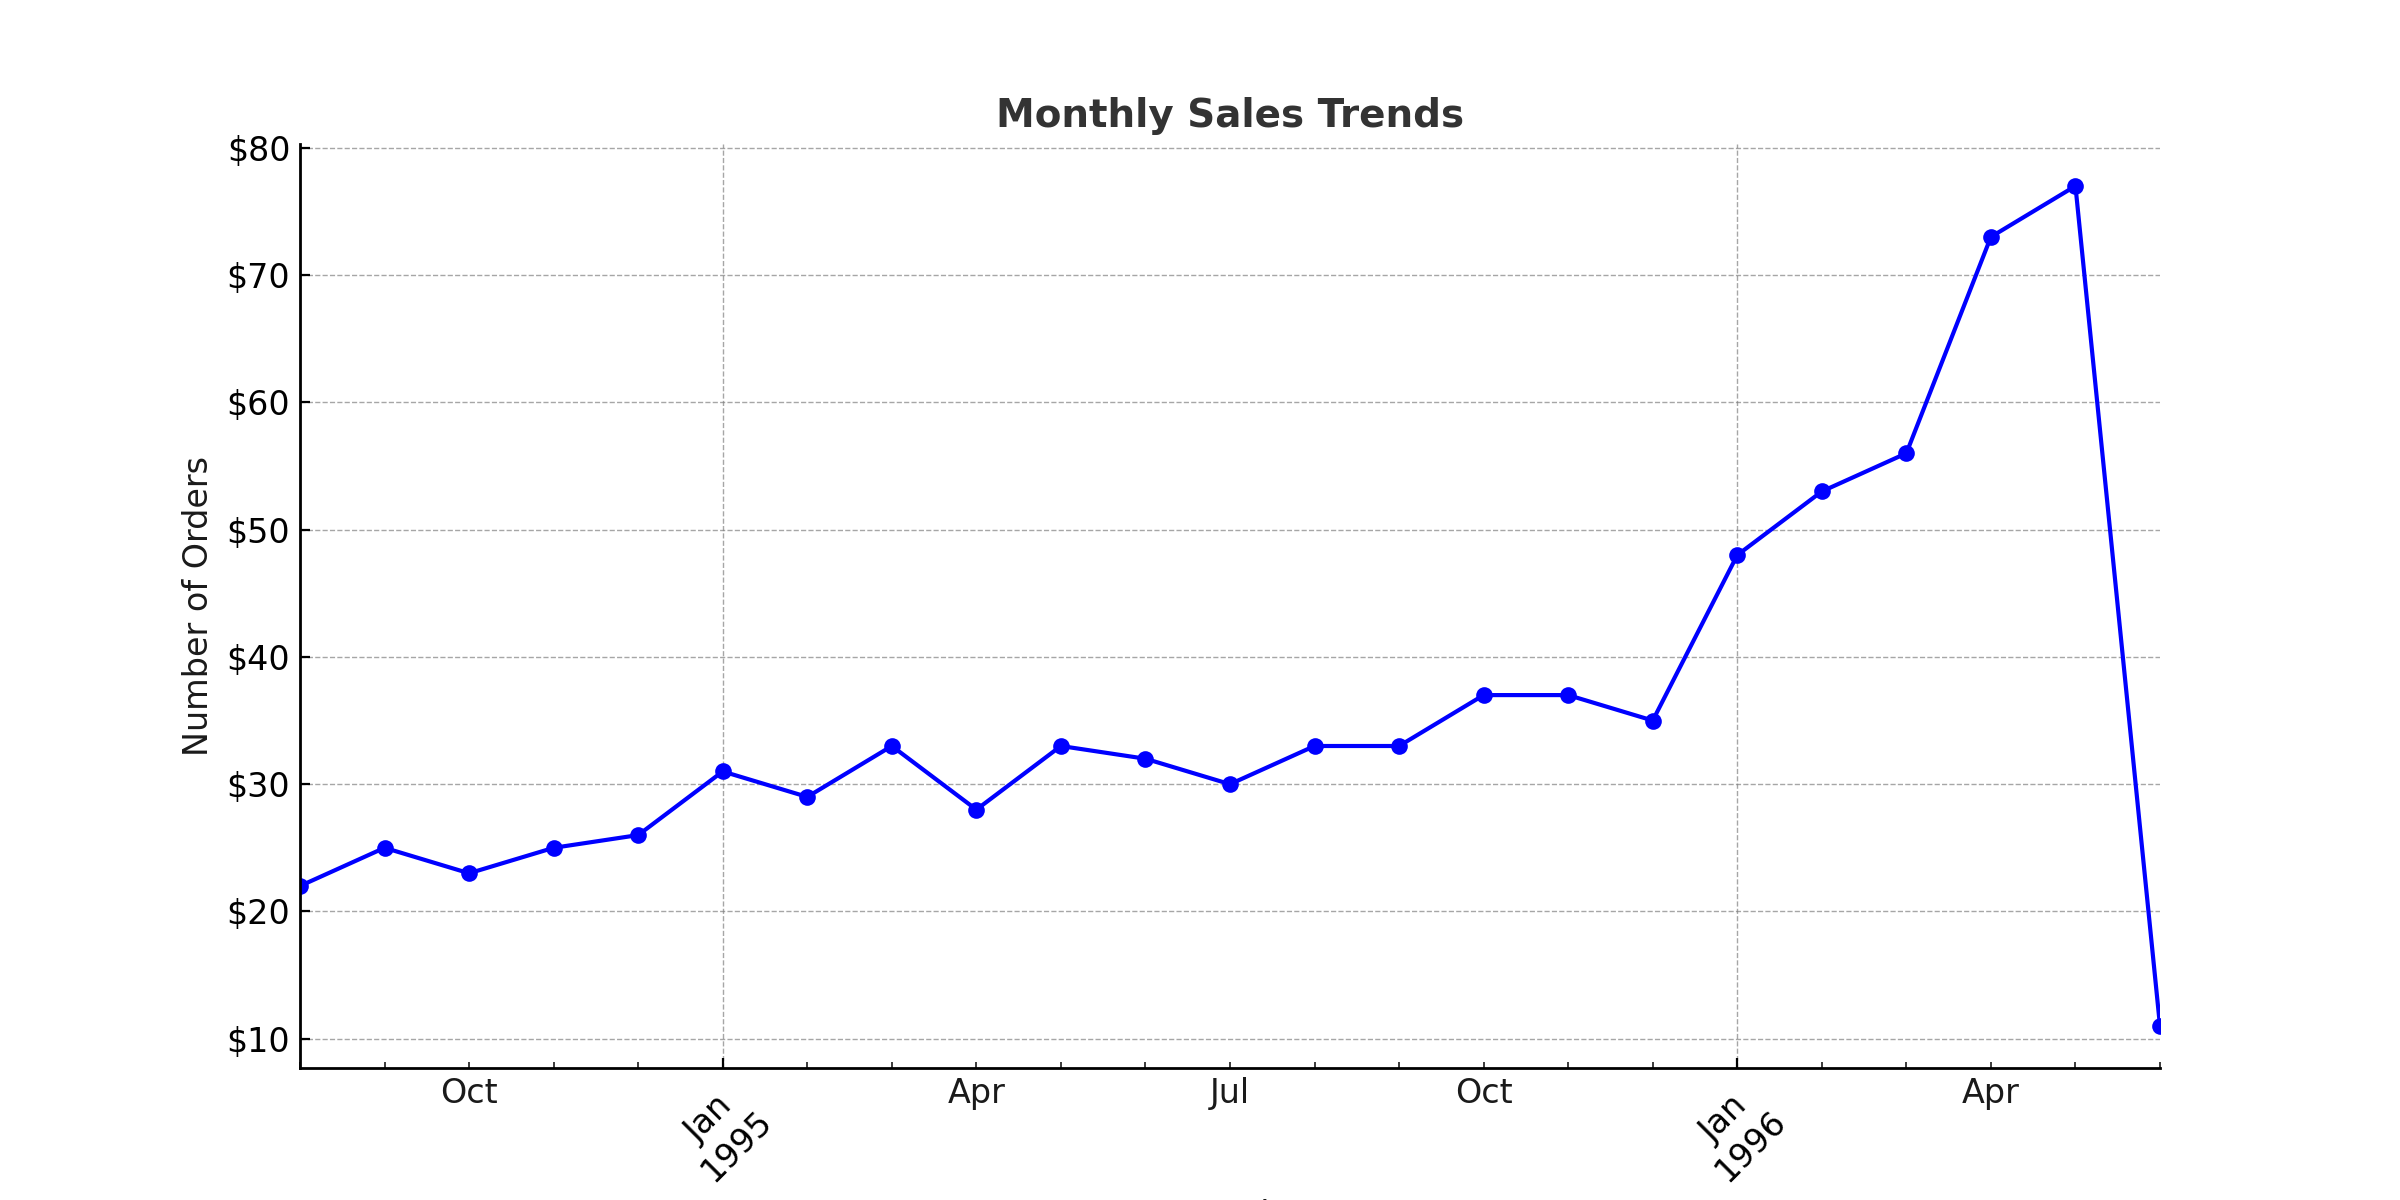 Monthly Sales Trends
$80
$70
$60
$50
$40
$30
$20
$10
Number of Orders
Oct
Jan
1995
Apr
Jul
Oct
Jan
1996
Apr